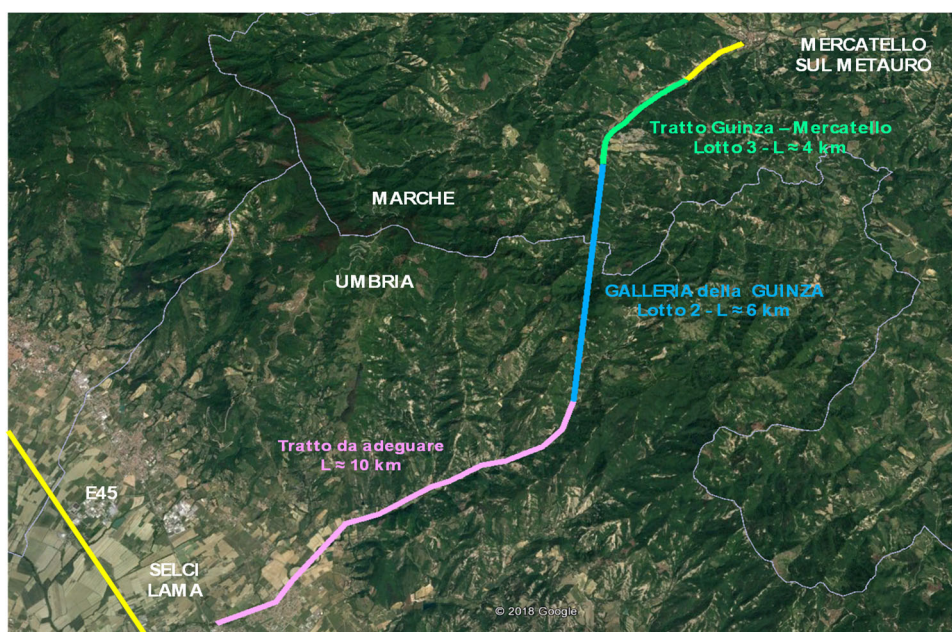 MERCATELLO
SUL METAURO
Tratto Guinza – Mercatello
Lotto 3 - L ≈ 4 km
MARCHE
UMBRIA
GALLERIA della GUINZA
Lotto 2 - L ≈ 6 km
Tratto da adeguare
L ≈ 10 km
E45
SELCI
LAMA
© 2018 Google